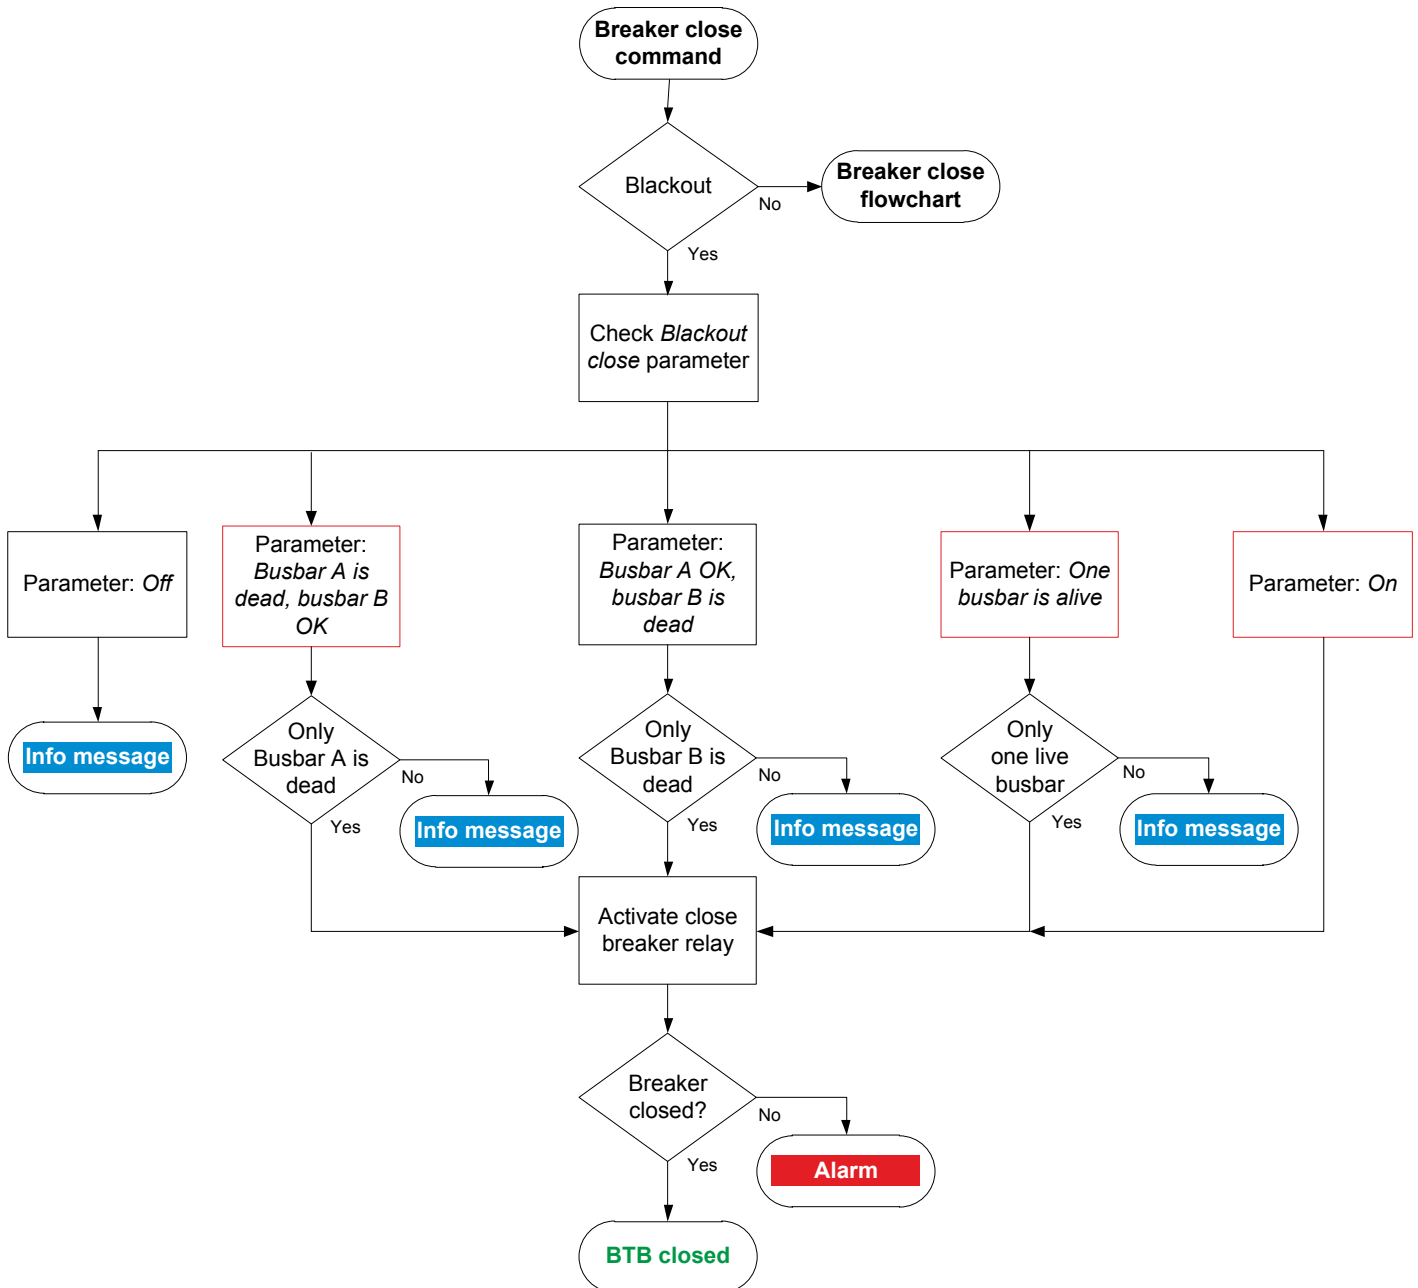 Breaker close
command
Blackout
No
Breaker close
flowchart
Yes
Check Blackout
close parameter
Parameter: Off
Parameter:
Busbar A is
dead, busbar B
OK
Parameter:
Busbar A OK,
busbar B is
dead
Parameter: One
busbar is alive
Parameter: On
Info message
Only
Busbar A is
dead
No
Yes
Info message
Only
Busbar B is
dead
No
Yes
Info message
Only
one live
busbar
No
Yes
Info message
Activate close
breaker relay
Breaker
closed?
No
Yes
Alarm
BTB closed